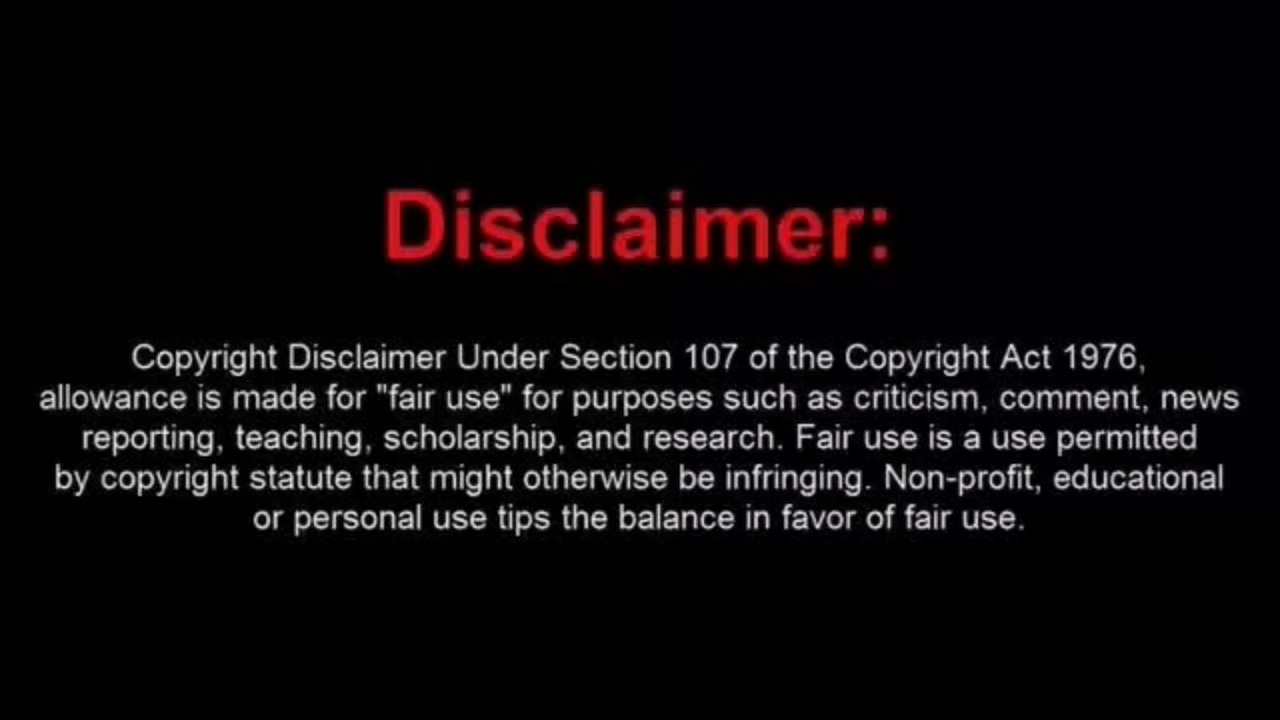 Disclaimer:
Copyright Disclaimer Under Section 107 of the Copyright Act 1976,
allowance is made for "fair use" for purposes such as criticism, comment, news
reporting, teaching, scholarship, and research. Fair use is a use permitted
by copyright statute that might otherwise be infringing. Non-profit, educational
or personal use tips the balance in favor of fair use.